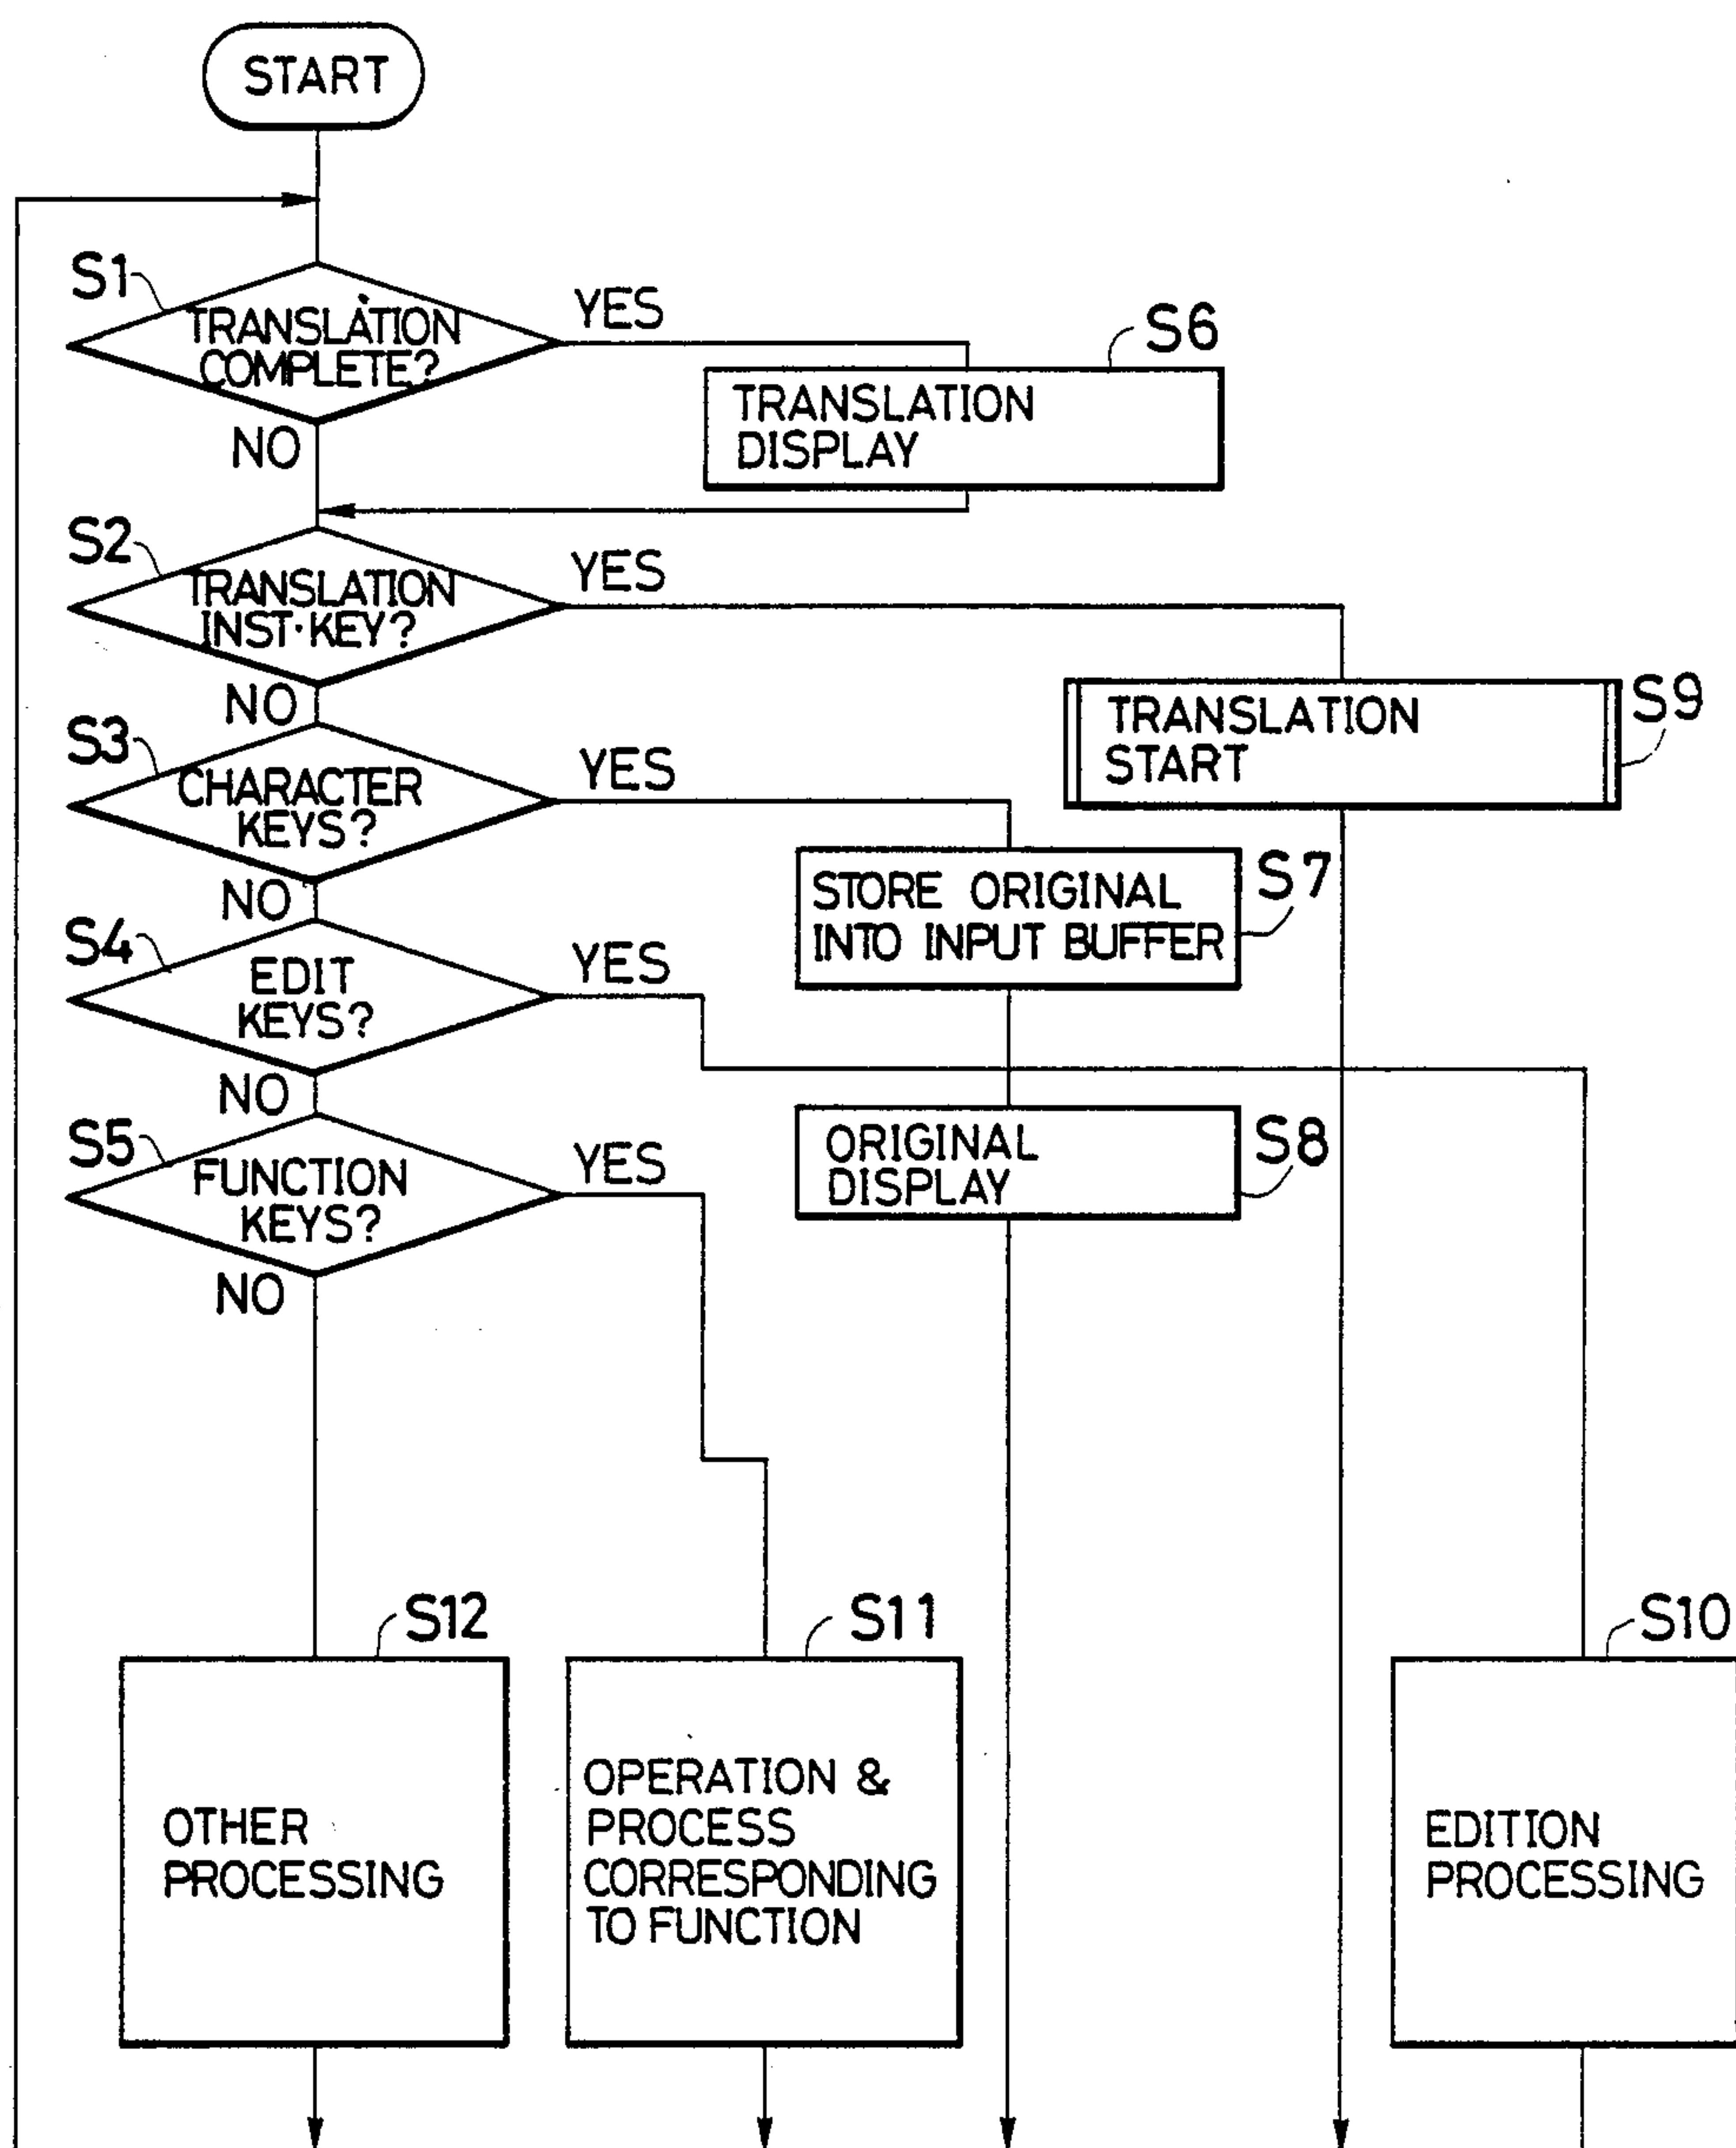 START
S1
TRANSLATION
COMPLETE?
YES
NO
S6
TRANSLATION
DISPLAY
S2
TRANSLATION
INST·KEY?
YES
NO
S9
TRANSLATION
START
S3
CHARACTER
KEYS?
YES
NO
S7
STORE ORIGINAL
INTO INPUT BUFFER
S4
EDIT
KEYS?
YES
NO
S8
ORIGINAL
DISPLAY
S5
FUNCTION
KEYS?
YES
NO
S12
OTHER
PROCESSING
S11
OPERATION &
PROCESS
CORRESPONDING
TO FUNCTION
S10
EDITION
PROCESSING